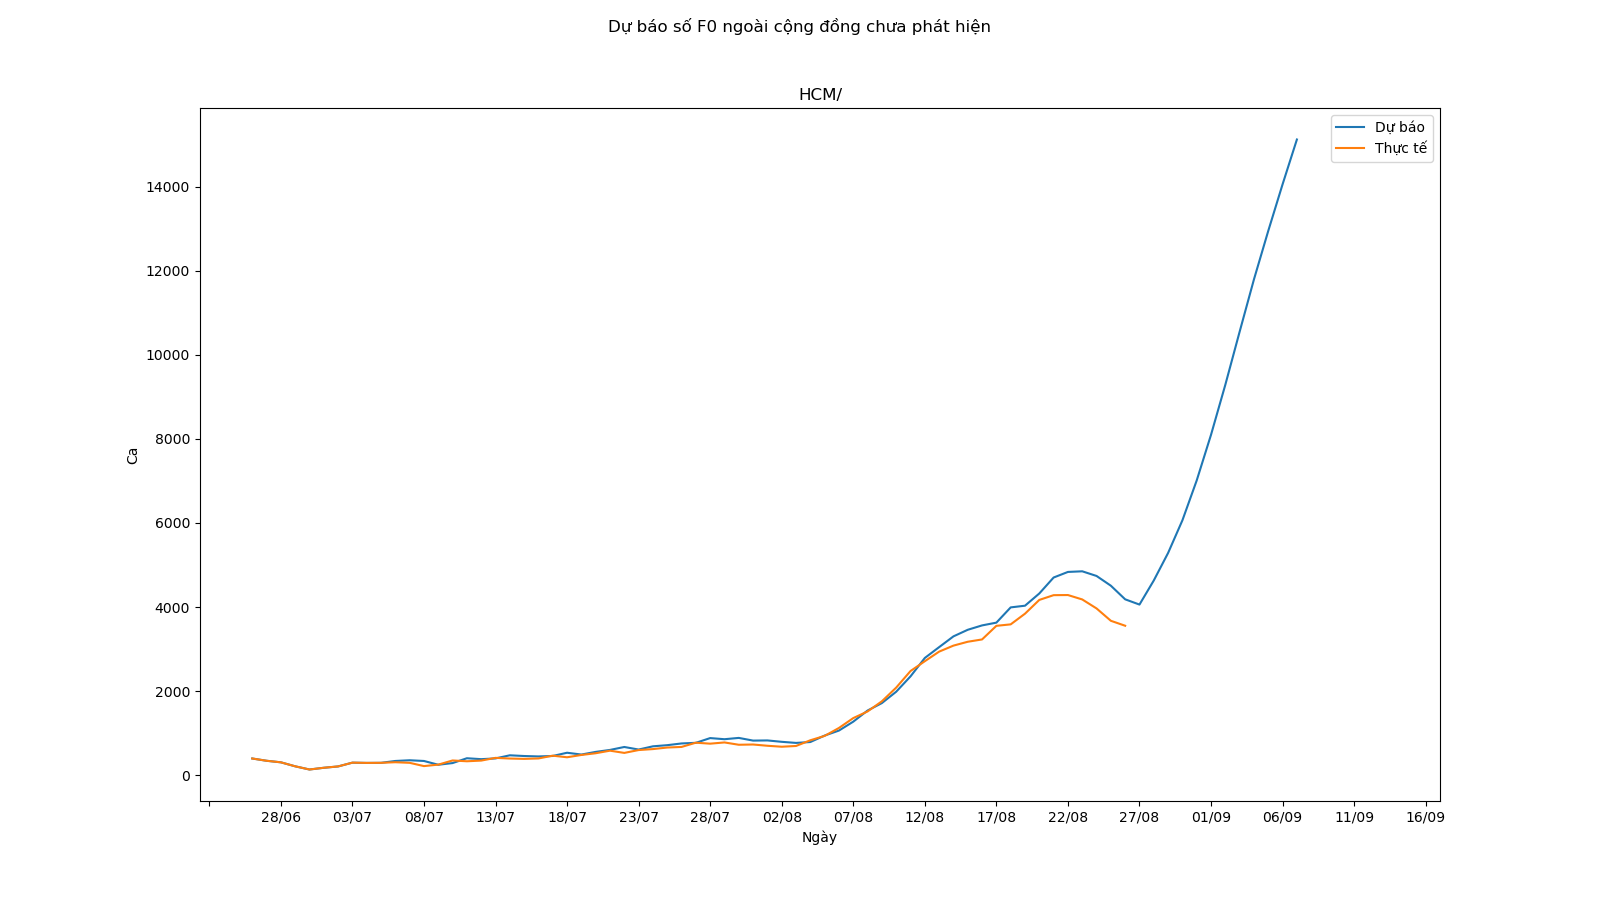 Dự báo số F0 ngoài cộng đồng chưa phát hiện
HCM/
Dự báo
Thực tế
14000
12000
10000
8000
6000
4000
2000
0
Ca
28/06 03/07 08/07 13/07 18/07 23/07 28/07 02/08 07/08 12/08 17/08 22/08 27/08 01/09 06/09 11/09 16/09
Ngày